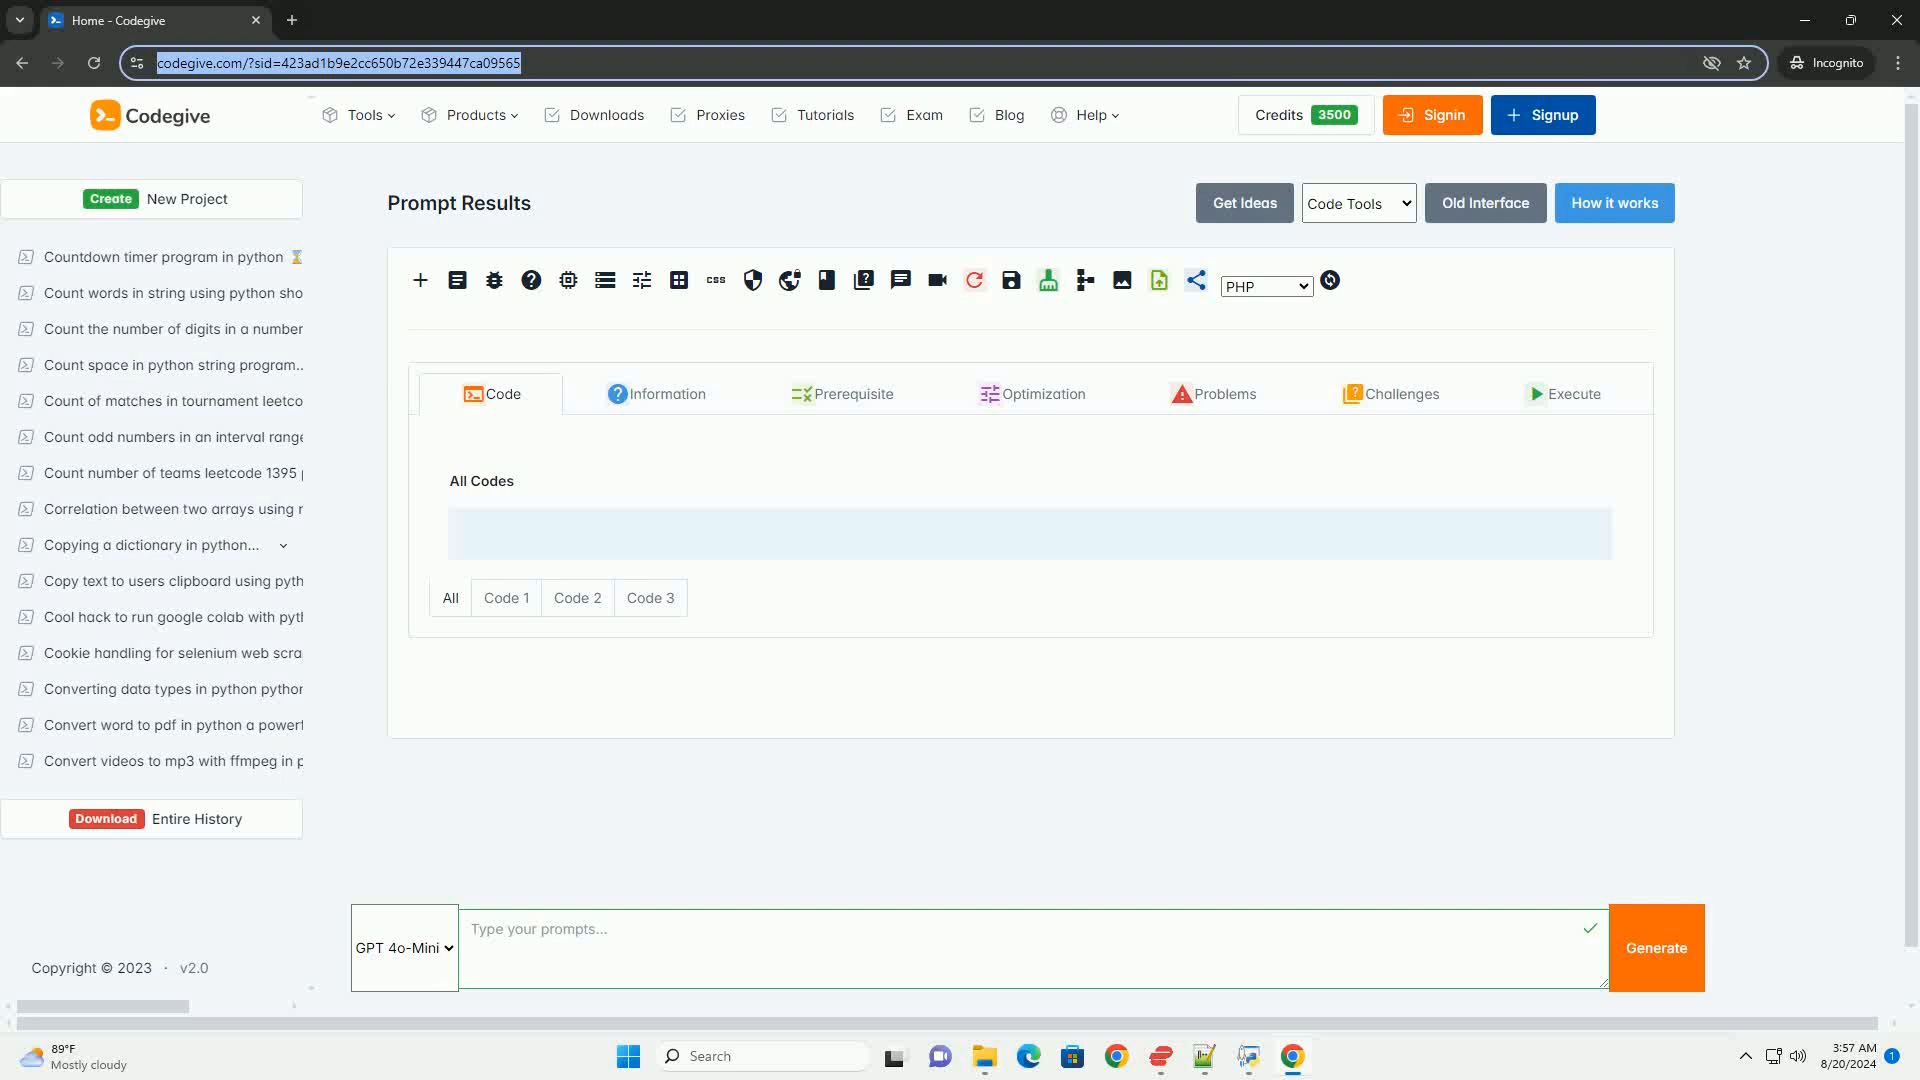 Home - Codegive
codegive.com/?sid=423ad1b9e2cc650b72e339447ca09565
Incognito
Codegive
Tools
Products
Downloads
Proxies
Tutorials
Exam
Blog
Help
Credits 3500
Signin
Signup
Create New Project
Countdown timer program in python
Count words in string using python sho
Count the number of digits in a number
Count space in python string program...
Count of matches in tournament leetco
Count odd numbers in an interval range
Count number of teams leetcode 1395
Correlation between two arrays using
Copying a dictionary in python...
Copy text to users clipboard using pyth
Cool hack to run google colab with pyt
Cookie handling for selenium web scra
Converting data types in python python
Convert word to pdf in python a powerf
Convert videos to mp3 with ffmpeg in p
Download Entire History
Copyright © 2023 · v2.0
Prompt Results
Get Ideas
Code Tools
Old Interface
How it works
css
PHP
Code
Information
Prerequisite
Optimization
Problems
Challenges
Execute
All Codes
All
Code 1
Code 2
Code 3
GPT 4o-Mini
Type your prompts...
Generate
89°F
Mostly cloudy
Search
3:57 AM
8/20/2024
1